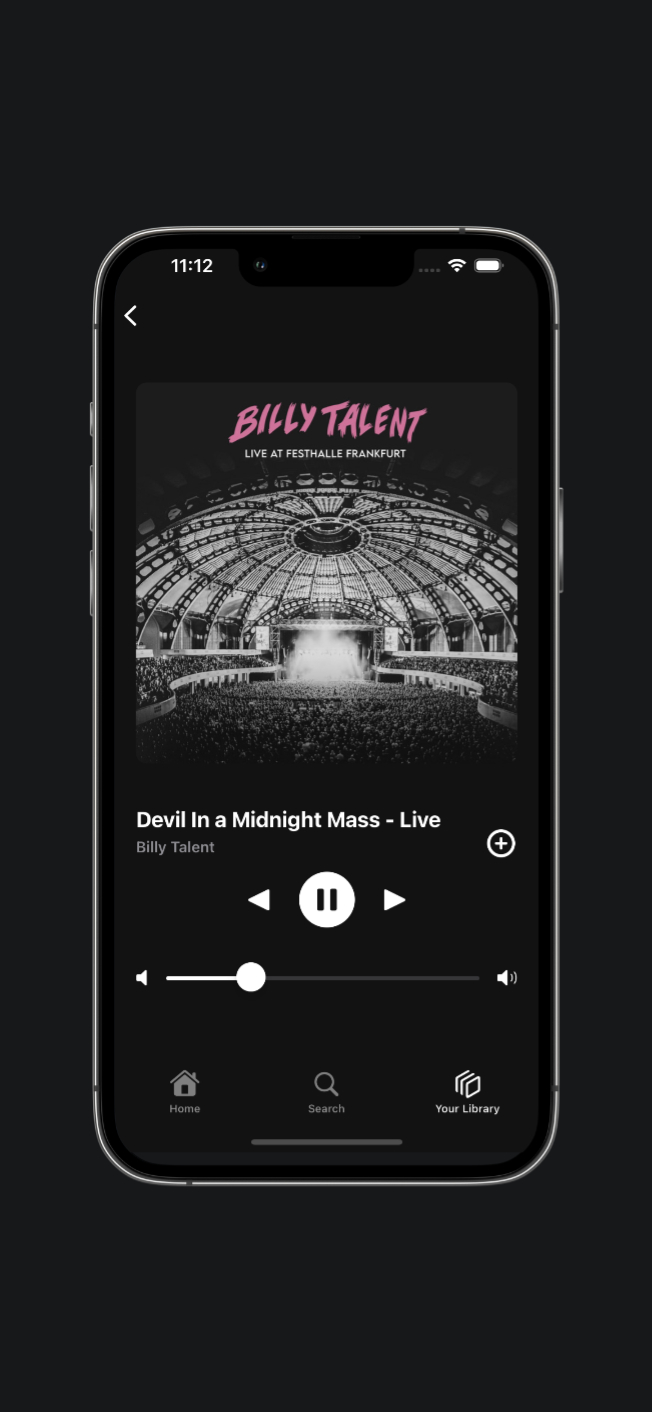 11:12
BILLY TALENT
LIVE AT FESTHALLE FRANKFURT
Devil In a Midnight Mass - Live
Billy Talent
Home
Search
Your Library